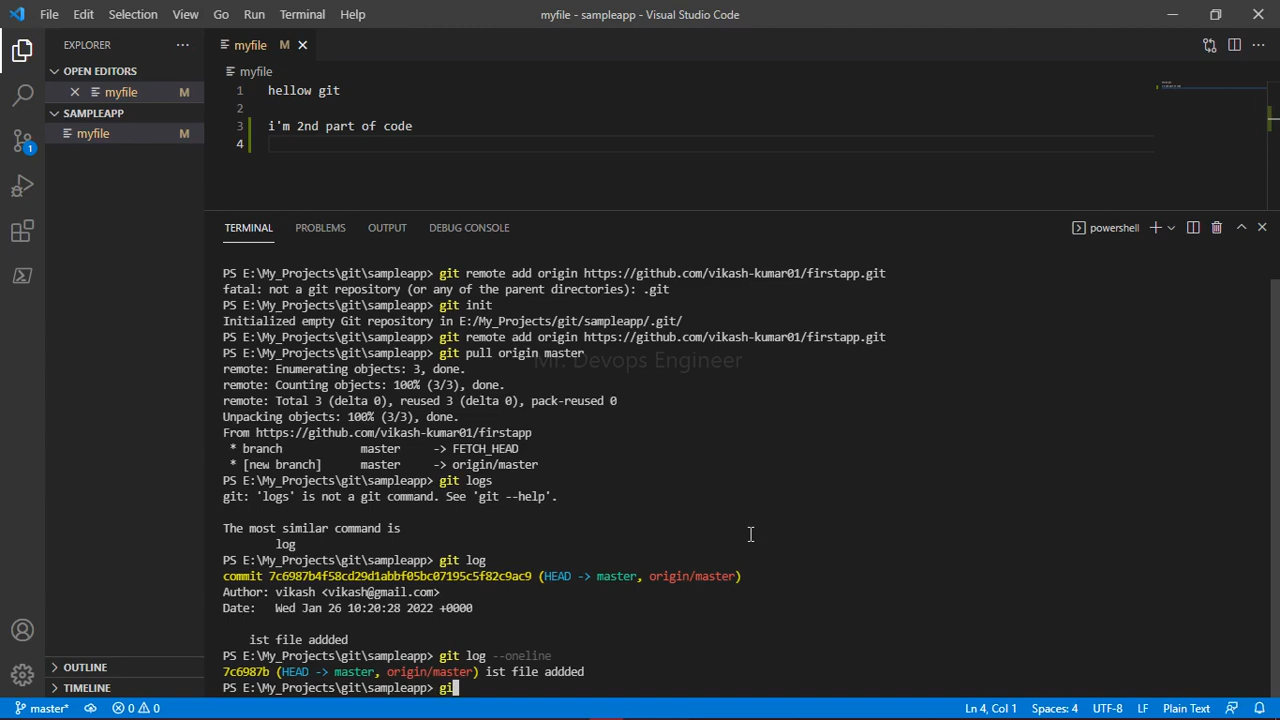 File Edit Selection View Go Run Terminal Help myfile - sampleapp - Visual Studio Code
EXPLORER
OPEN EDITORS
myfile M
SAMPLEAPP
myfile M
OUTLINE
TIMELINE
1
myfile M
myfile
1 hellow git
2
3 i'm 2nd part of code
4
TERMINAL PROBLEMS OUTPUT DEBUG CONSOLE powershell
PS E:\My_Projects\git\sampleapp> git remote add origin https://github.com/vikash-kumar01/firstapp.git
fatal: not a git repository (or any of the parent directories): .git
PS E:\My_Projects\git\sampleapp> git init
Initialized empty Git repository in E:/My_Projects/git/sampleapp/.git/
PS E:\My_Projects\git\sampleapp> git remote add origin https://github.com/vikash-kumar01/firstapp.git
PS E:\My_Projects\git\sampleapp> git pull origin master
Mr. Devops Engineer
remote: Enumerating objects: 3, done.
remote: Counting objects: 100% (3/3), done.
remote: Total 3 (delta 0), reused 3 (delta 0), pack-reused 0
Unpacking objects: 100% (3/3), done.
From https://github.com/vikash-kumar01/firstapp
* branch master -> FETCH_HEAD
* [new branch] master -> origin/master
PS E:\My_Projects\git\sampleapp> git logs
git: 'logs' is not a git command. See 'git --help'.
The most similar command is
log
PS E:\My_Projects\git\sampleapp> git log
commit 7c6987b4f58cd29d1abbf05bc07195c5f82c9ac9 (HEAD -> master, origin/master)
Author: vikash <vikash@gmail.com>
Date: Wed Jan 26 10:20:28 2022 +0000
ist file addded
PS E:\My_Projects\git\sampleapp> git log --oneline
7c6987b (HEAD -> master, origin/master) ist file addded
PS E:\My_Projects\git\sampleapp> gi
master* 0 0 Ln 4, Col 1 Spaces: 4 UTF-8 LF Plain Text